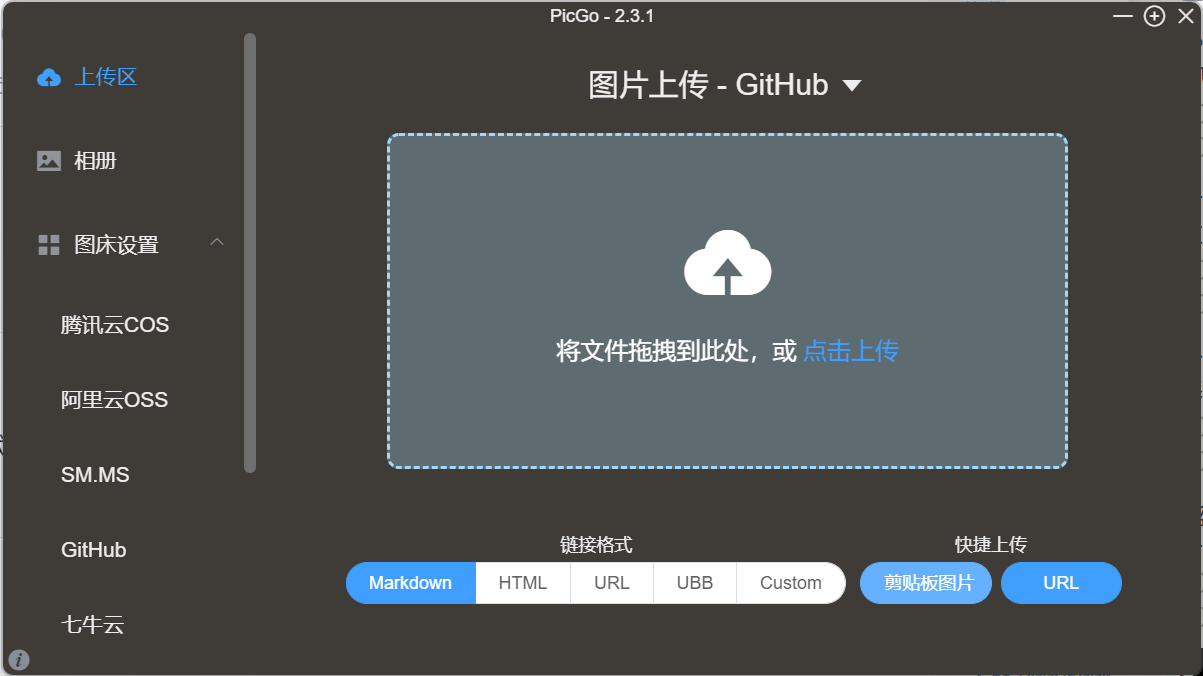 PicGo - 2.3.1
上传区
相册
图床设置
腾讯云COS
阿里云OSS
SM.MS
GitHub
七牛云
图片上传 - GitHub
将文件拖拽到此处，或 点击上传
链接格式
快捷上传
Markdown HTML URL UBB Custom
剪贴板图片 URL